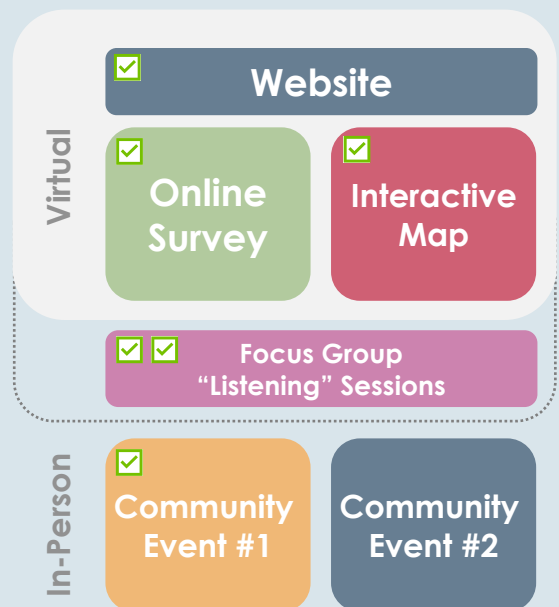 Virtual
Website
Online
Survey
Interactive
Map
Focus Group
“Listening” Sessions
In-Person
Community
Event #1
Community
Event #2